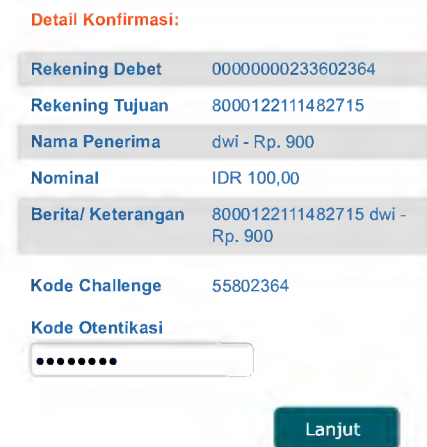 Detail Konfirmasi:
Rekening Debet 00000000233602364
Rekening Tujuan 8000122111482715
Nama Penerima dwi - Rp. 900
Nominal IDR 100,00
Berita/ Keterangan 8000122111482715 dwi -
Rp. 900
Kode Challenge 55802364
Kode Otentikasi
••••••••
Lanjut